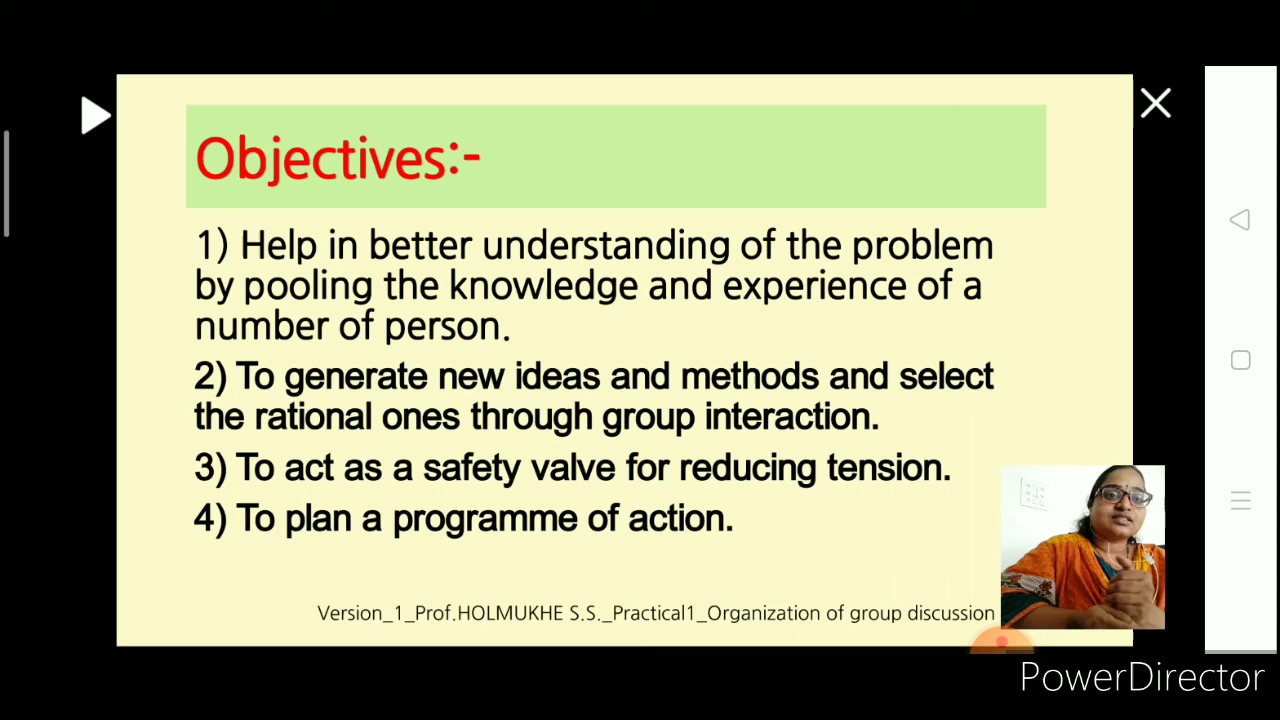 Objectives:-
1) Help in better understanding of the problem
by pooling the knowledge and experience of a
number of person.
2) To generate new ideas and methods and select
the rational ones through group interaction.
3) To act as a safety valve for reducing tension.
4) To plan a programme of action.
Version_1_Prof.HOLMUKHE S.S._Practical1_Organization of group discussion
PowerDirector